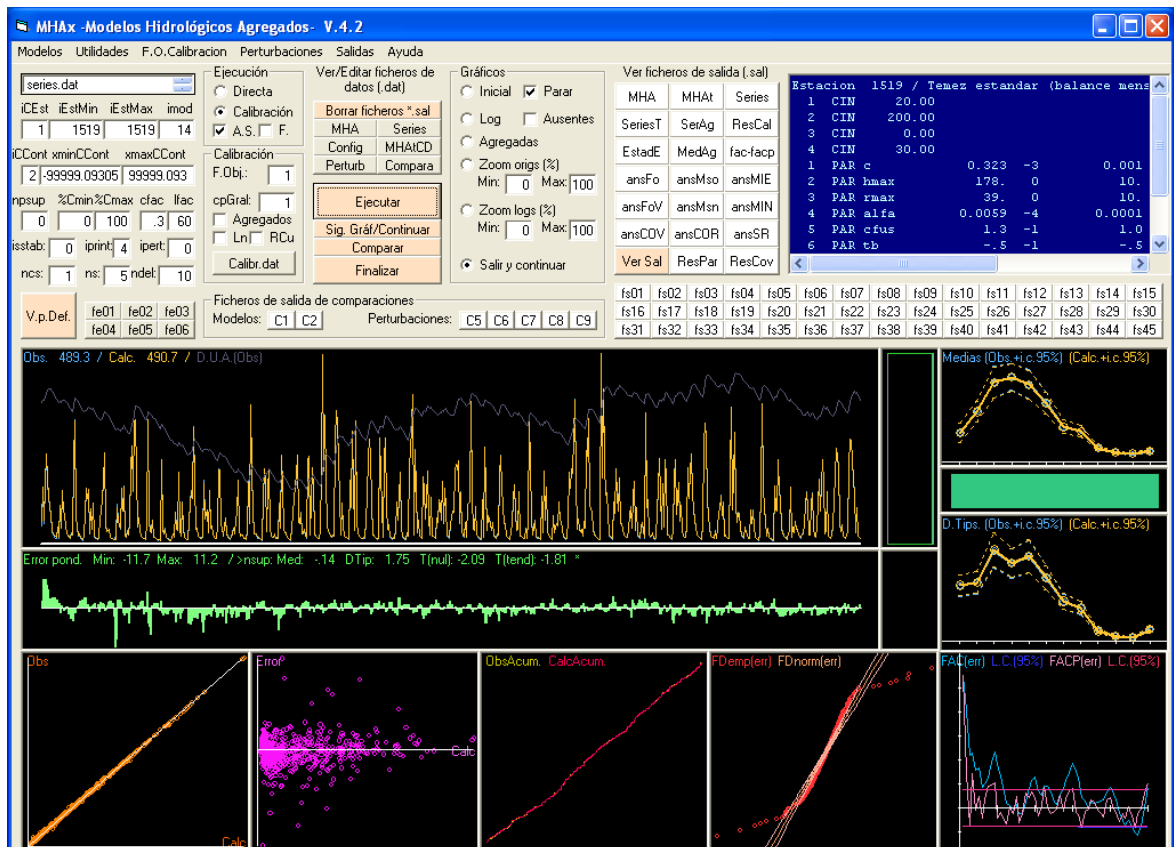 MHAx -Modelos Hidrológicos Agregados- V.4.2
Modelos Utilidades F.O.Calibracion Perturbaciones Salidas Ayuda
series.dat
iCEst iEstMin iEstMax imod
1 1519 1519 14
iCCont xminCCont xmaxCCont
2 -99999.09305 99999.093
npsup %Cmin %Cmax cfac lfac
0 0 100 .3 60
isstab: 0 iprint: 4 ipert: 0
ncs: 1 ns: 5 ndel: 10
Ejecución
Directa
Calibración
A.S. F.
Calibración
F.Obj.: 1
cpGral: 1
Agregados
Ln RCu
Calibr.dat
Ver/Editar ficheros de
datos (.dat)
Borrar ficheros *.sal
MHA Series
Config MHAtCD
Perturb Compara
Ejecutar
Sig. Gráf/Continuar
Comparar
Finalizar
Gráficos
Inicial Parar
Log Ausentes
Agregadas
Zoom origs (%)
Min: 0 Max: 100
Zoom logs (%)
Min: 0 Max: 100
Salir y continuar
Ver ficheros de salida (.sal)
MHA MHAt Series
SeriesT SerAg ResCal
EstadE MedAg fac-facp
ansFo ansMso ansMIE
ansFoV ansMsn ansMIN
ansCOV ansCOR ansSR
Ver Sal ResPar ResCov
Estacion 1519 / Temez estandar (balance mens
1 CIN 20.00
2 CIN 200.00
3 CIN 0.00
4 CIN 30.00
1 PAR c 0.323 -3 0.001
2 PAR hmax 178. 0 10.
3 PAR rmax 39. 0 10.
4 PAR alfa 0.0059 -4 0.0001
5 PAR cfus 1.3 -1 1.0
6 PAR tb -.5 -1 -.5
V.p.Def.
fe01 fe02 fe03
fe04 fe05 fe06
Ficheros de salida de comparaciones
Modelos: C1 C2 Perturbaciones: C5 C6 C7 C8 C9
fs01 fs02 fs03 fs04 fs05 fs06 fs07 fs08 fs09 fs10 fs11 fs12 fs13 fs14 fs15
fs16 fs17 fs18 fs19 fs20 fs21 fs22 fs23 fs24 fs25 fs26 fs27 fs28 fs29 fs30
fs31 fs32 fs33 fs34 fs35 fs36 fs37 fs38 fs39 fs40 fs41 fs42 fs43 fs44 fs45
Obs. 489.3 / Calc. 490.7 / D.U.A.(Obs)
Medias (Obs.+i.c.95%) (Calc.+i.c.95%)
D.Tips. (Obs.+i.c.95%) (Calc.+i.c.95%)
Error pond. Min: -11.7 Max: 11.2 / >nsup: Med: -.14 DTip: 1.75 T(nul): -2.09 T(tend): -1.81 *
Obs
Calc
Error
Calc
ObsAcum. CalcAcum.
FDemp(err) FDnorm(err)
FAC(err) L.C.(95%) FACP(err) L.C.(95%)